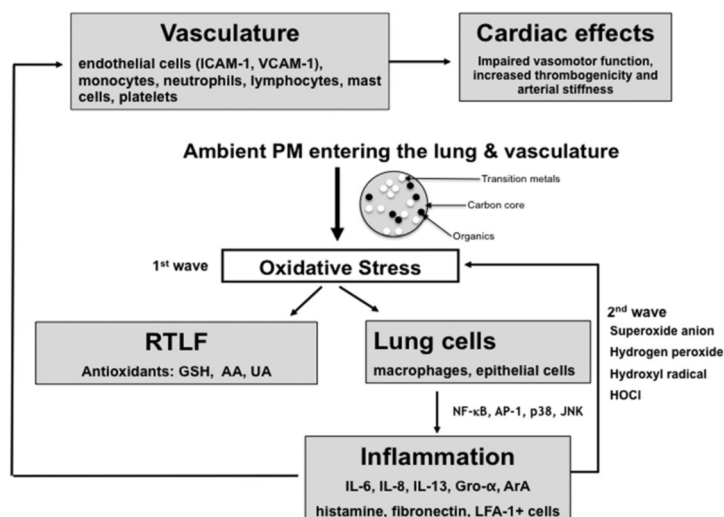 Vasculature
endothelial cells (ICAM-1, VCAM-1),
monocytes, neutrophils, lymphocytes, mast
cells, platelets
Cardiac effects
Impaired vasomotor function,
increased thrombogenicity and
arterial stiffness
Ambient PM entering the lung & vasculature
Transition metals
Carbon core
Organics
1st wave
Oxidative Stress
2nd wave
Superoxide anion
Hydrogen peroxide
Hydroxyl radical
HOCl
RTLF
Antioxidants: GSH, AA, UA
Lung cells
macrophages, epithelial cells
NF-κB, AP-1, p38, JNK
Inflammation
IL-6, IL-8, IL-13, Gro-α, ArA
histamine, fibronectin, LFA-1+ cells